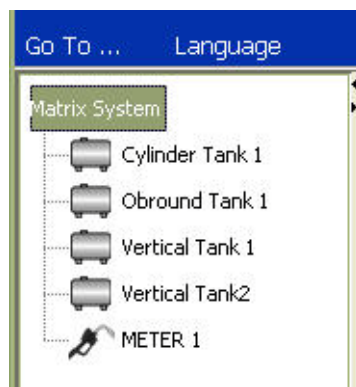 Go To ... Language
Matrix System
Cylinder Tank 1
Obround Tank 1
Vertical Tank 1
Vertical Tank2
METER 1